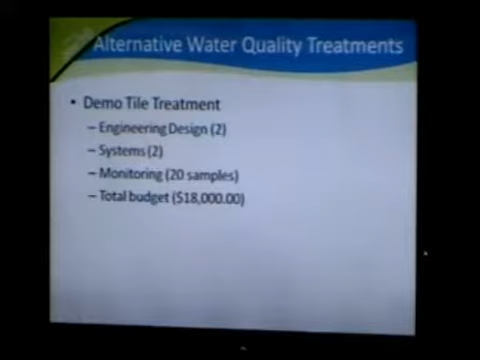 Alternative Water Quality Treatments
• Demo Tile Treatment
– Engineering Design (2)
– Systems (2)
– Monitoring (20 samples)
– Total budget ($18,000.00)